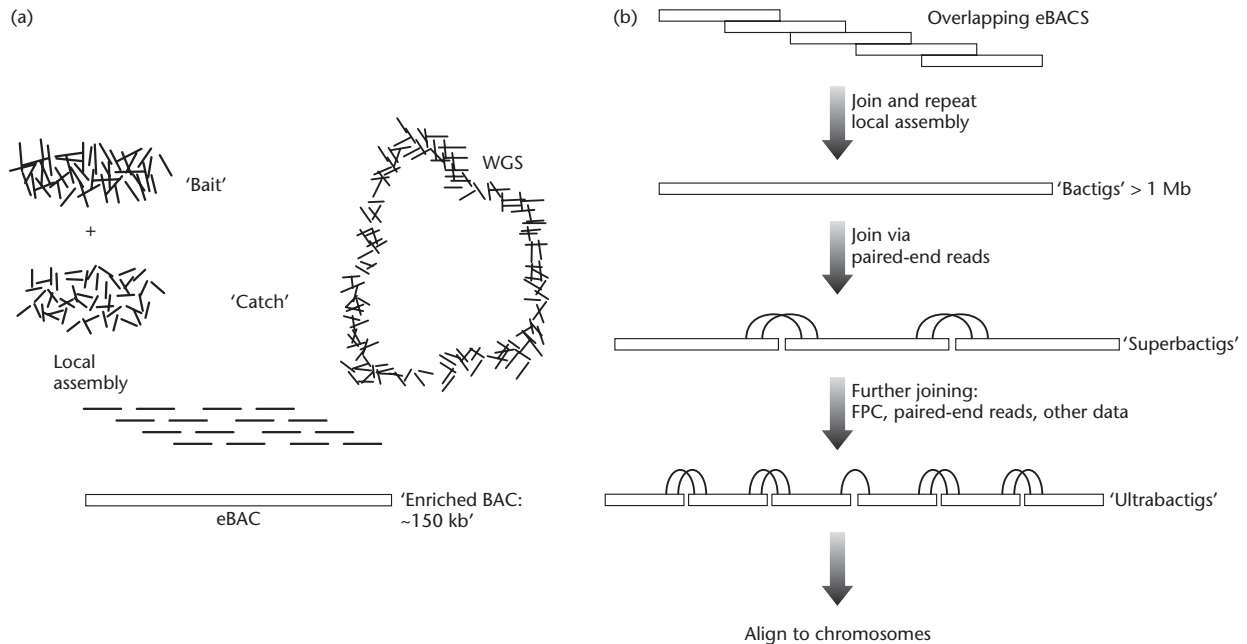 (a)
'Bait'
+
'Catch'
WGS
Local
assembly
eBAC
'Enriched BAC:
~150 kb'
(b)
Overlapping eBACS
Join and repeat
local assembly
'Bactigs' > 1 Mb
Join via
paired-end reads
'Superbactigs'
Further joining:
FPC, paired-end reads, other data
'Ultrabactigs'
Align to chromosomes